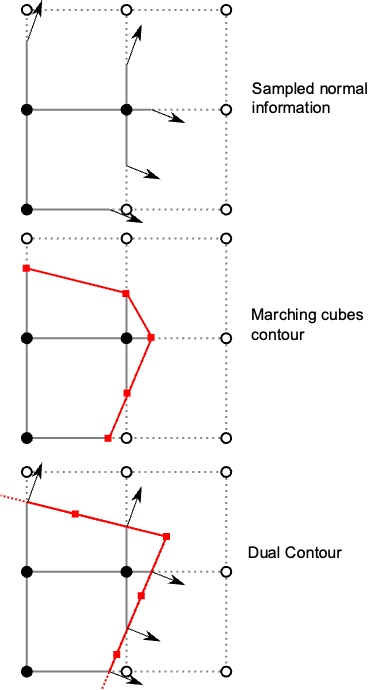 Sampled normal
information
Marching cubes
contour
Dual Contour